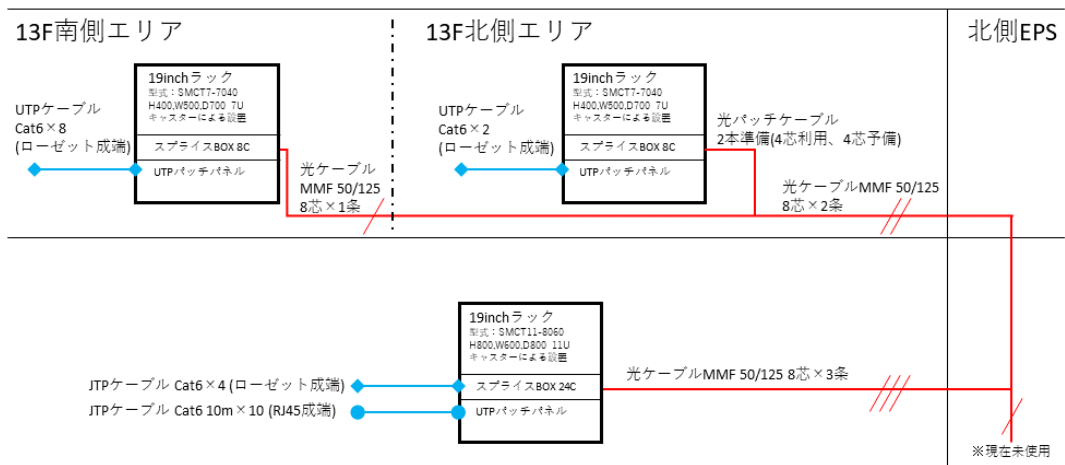 13F南側エリア
13F北側エリア
北側EPS
19inchラック
型式：SMCT7-7040
H400,W500,D700 7U
キャスターによる設置
スプライスBOX 8C
UTPパッチパネル
UTPケーブル
Cat6×8
(ローゼット成端)
光ケーブル
MMF 50/125
8芯×1条
19inchラック
型式：SMCT7-7040
H400,W500,D700 7U
キャスターによる設置
スプライスBOX 8C
UTPパッチパネル
UTPケーブル
Cat6×2
(ローゼット成端)
光パッチケーブル
2本準備(4芯利用、4芯予備)
光ケーブルMMF 50/125
8芯×2条
19inchラック
型式：SMCT11-8060
H800,W600,D800 11U
キャスターによる設置
スプライスBOX 24C
UTPパッチパネル
JTPケーブル Cat6×4 (ローゼット成端)
JTPケーブル Cat6 10m×10 (RJ45成端)
光ケーブルMMF 50/125 8芯×3条
※現在未使用